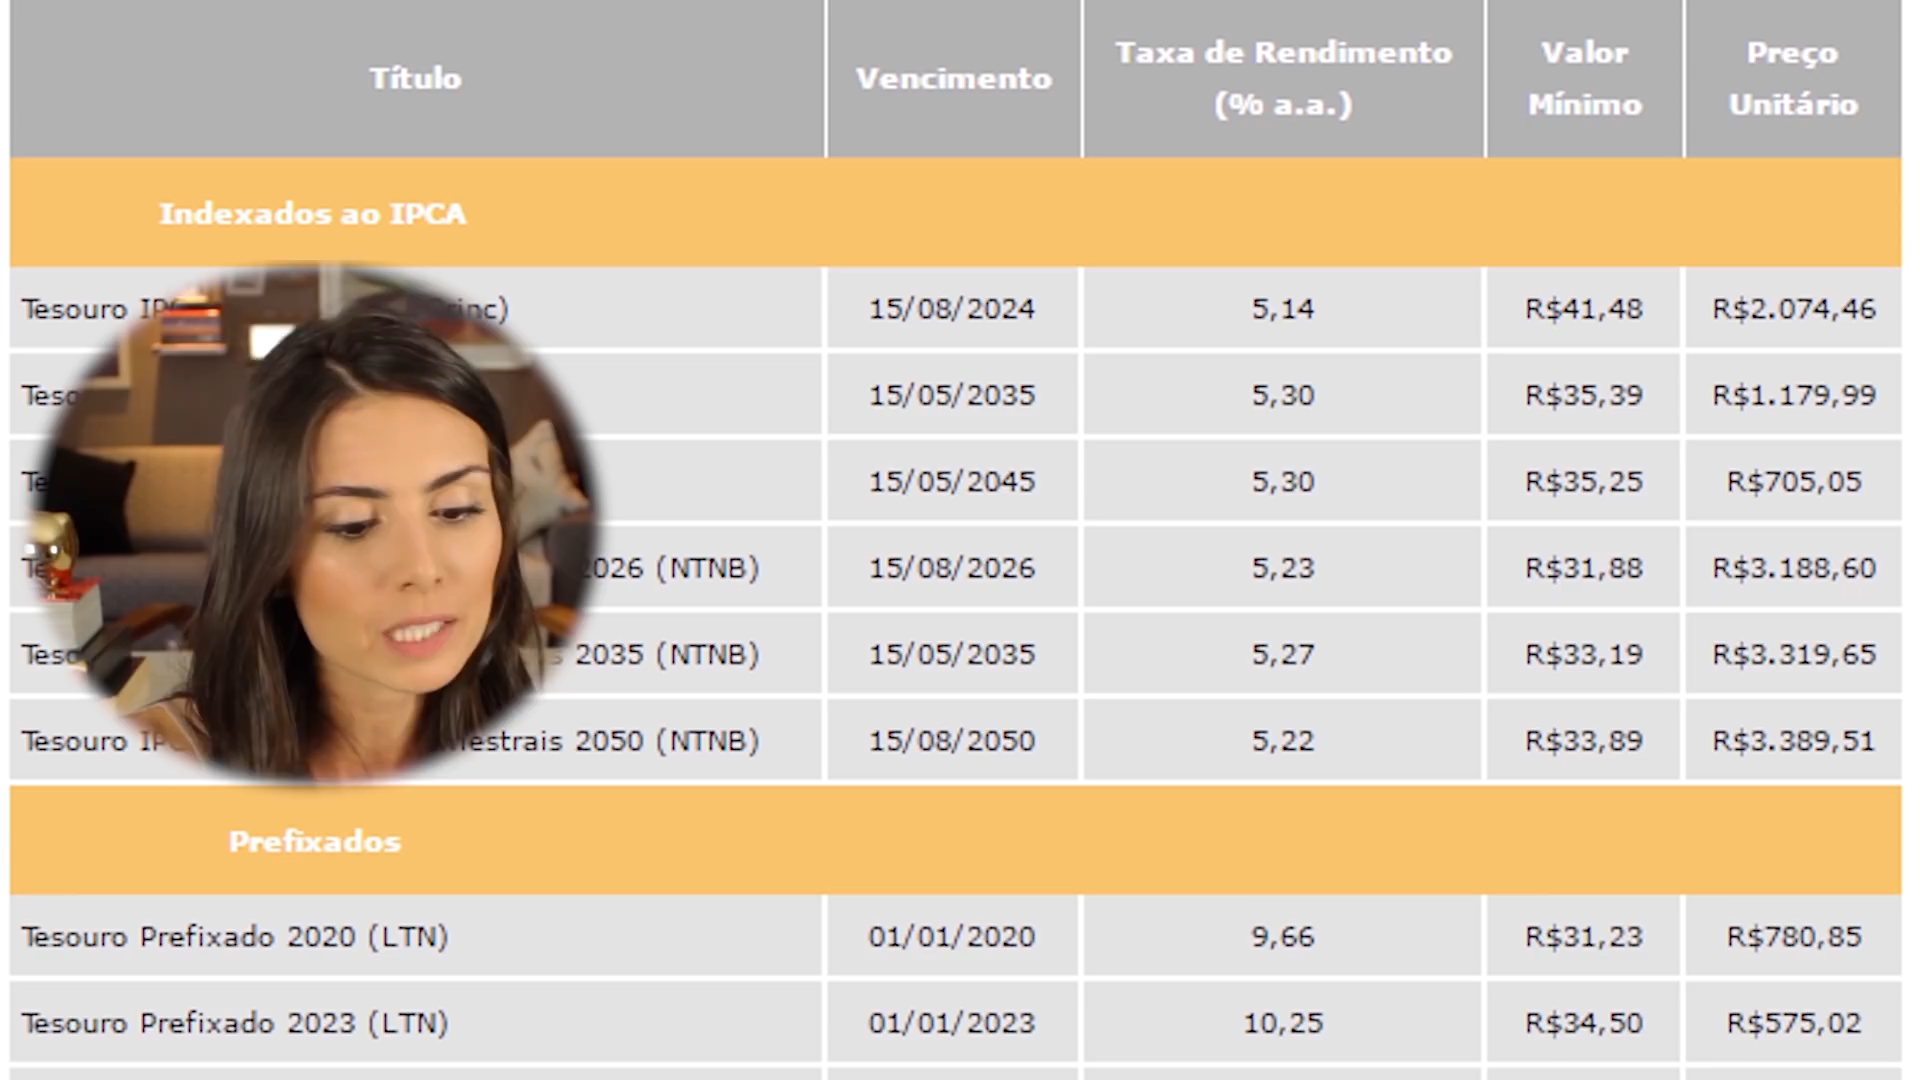 Título Vencimento Taxa de Rendimento (% a.a.) Valor Mínimo Preço Unitário
Indexados ao IPCA
Tesouro 15/08/2024 5,14 R$41,48 R$2.074,46
15/05/2035 5,30 R$35,39 R$1.179,99
15/05/2045 5,30 R$35,25 R$705,05
2026 (NTNB) 15/08/2026 5,23 R$31,88 R$3.188,60
2035 (NTNB) 15/05/2035 5,27 R$33,19 R$3.319,65
Tesouro 2050 (NTNB) 15/08/2050 5,22 R$33,89 R$3.389,51
Prefixados
Tesouro Prefixado 2020 (LTN) 01/01/2020 9,66 R$31,23 R$780,85
Tesouro Prefixado 2023 (LTN) 01/01/2023 10,25 R$34,50 R$575,02